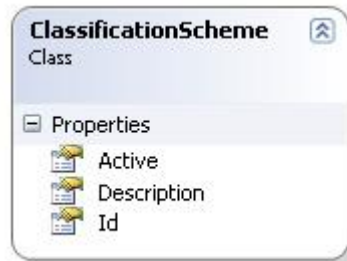 ClassificationScheme
Class
Properties
Active
Description
Id